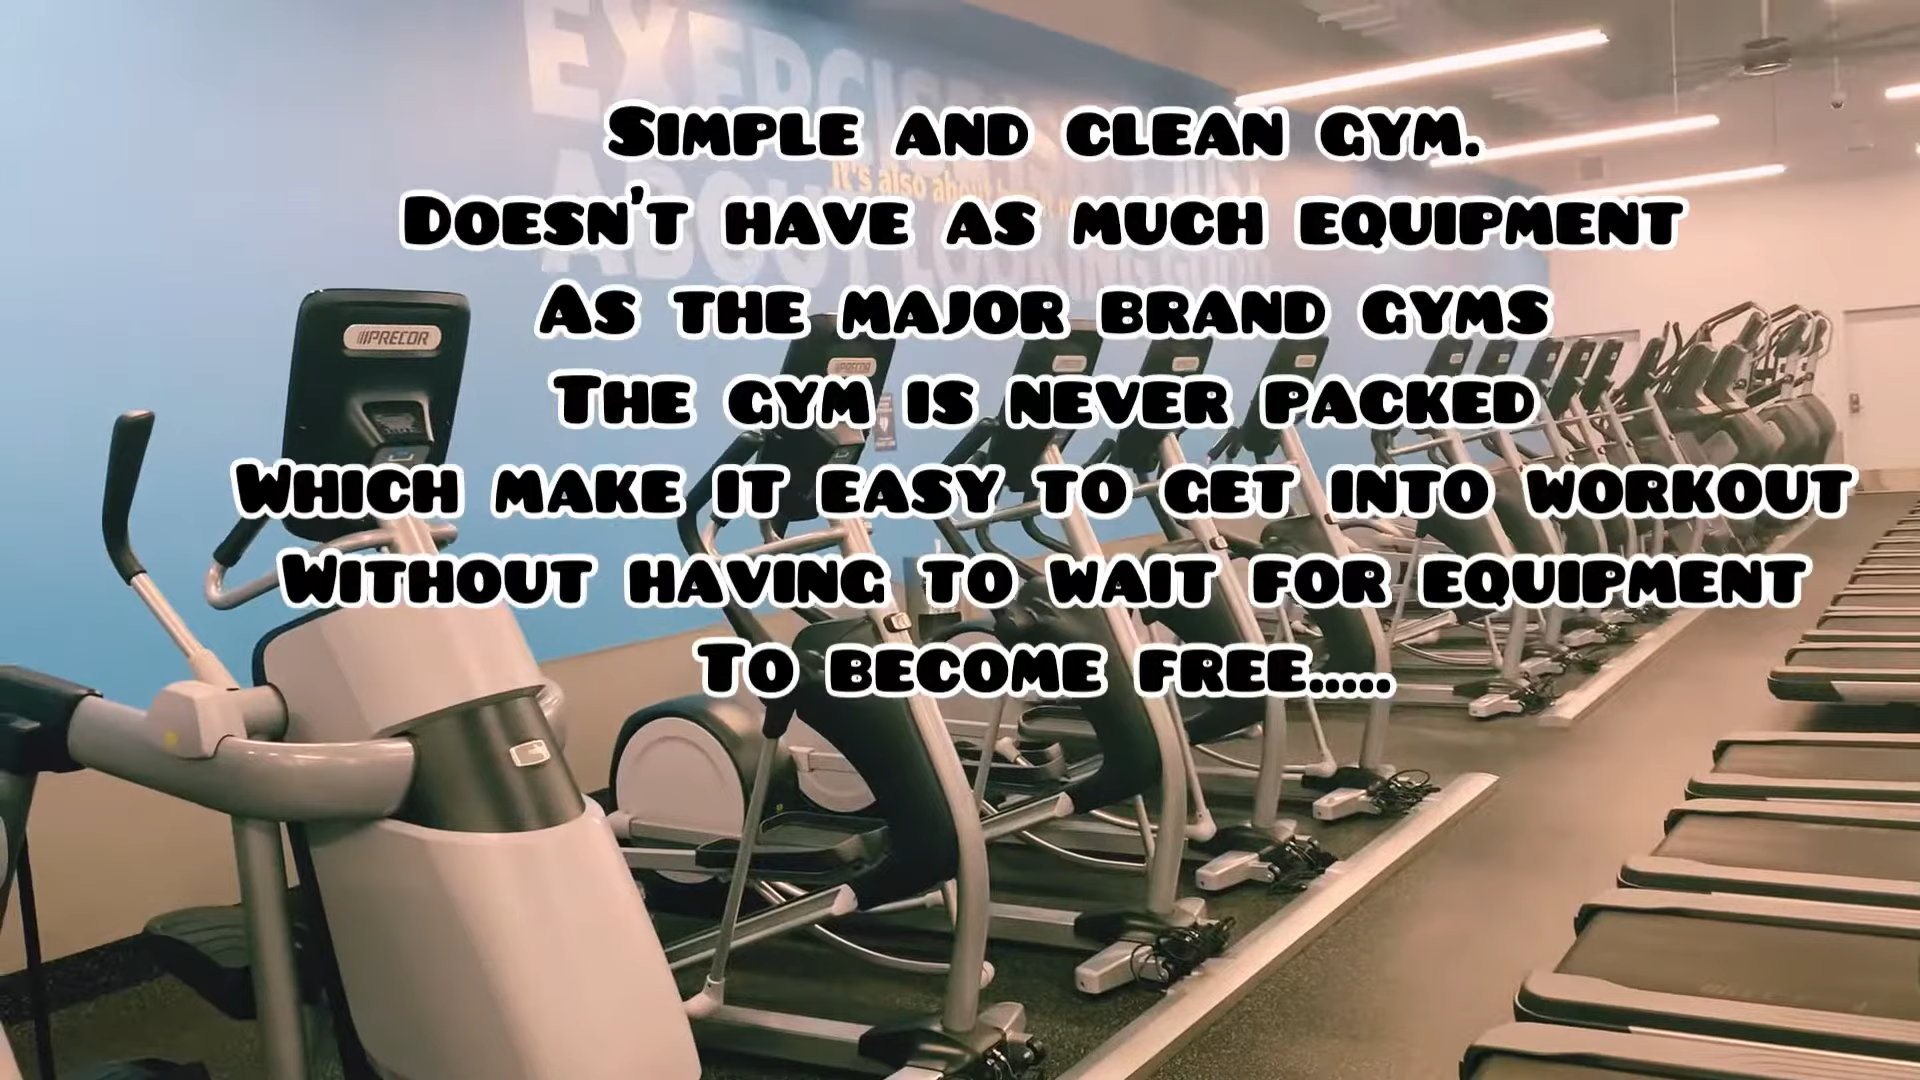 EXERCISE
Simple and clean gym.
It's also about
Doesn't have as much equipment
ABOUT LOOKING GOOD
As the major brand gyms
PRECOR
PRECOR
The gym is never packed
Which make it easy to get into workout
Without having to wait for equipment
To become free.....